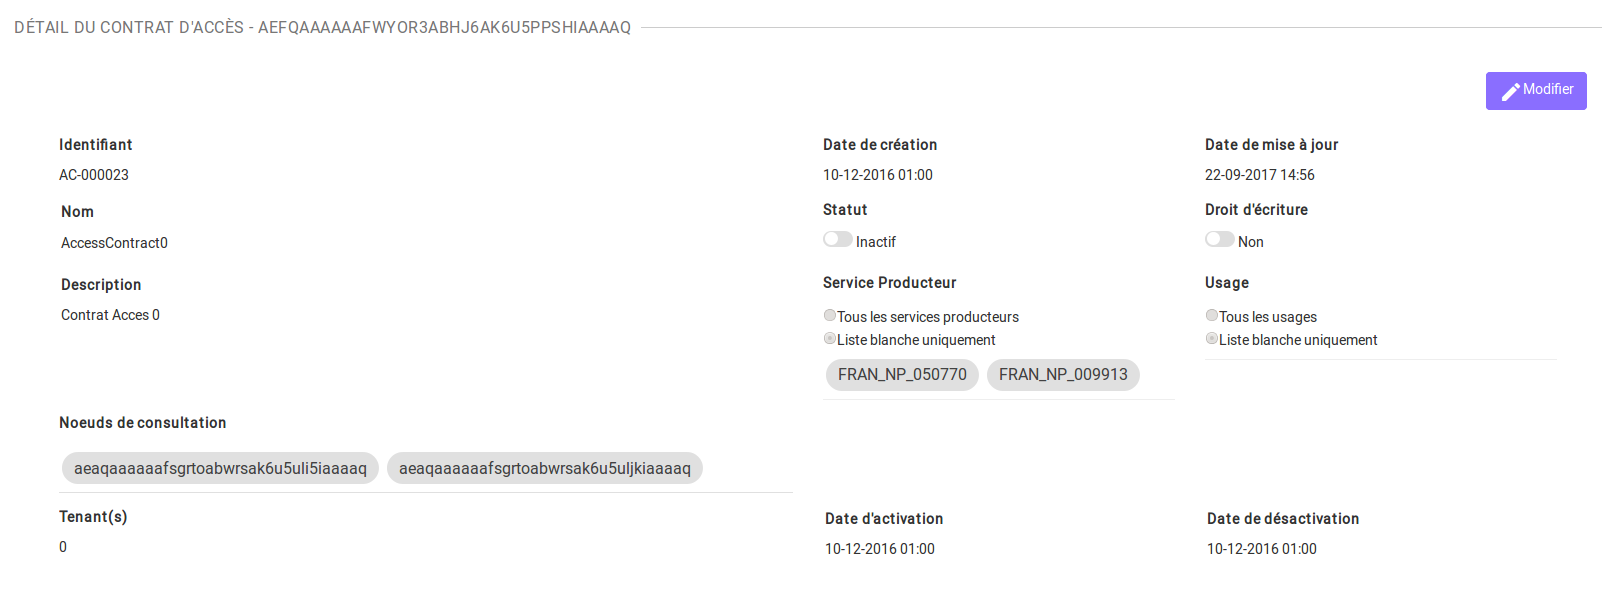 DÉTAIL DU CONTRAT D'ACCÈS - AEFQAAAAAAFWYOR3ABHJ6AK6U5PPSHIAAAAQ
Modifier
Identifiant
AC-000023
Date de création
10-12-2016 01:00
Date de mise à jour
22-09-2017 14:56
Nom
AccessContract0
Statut
Inactif
Droit d'écriture
Non
Description
Contrat Acces 0
Service Producteur
Tous les services producteurs
Liste blanche uniquement
FRAN_NP_050770 FRAN_NP_009913
Usage
Tous les usages
Liste blanche uniquement
Noeuds de consultation
aeaqaaaaaafsgrtoabwrsak6u5uli5iaaaaq aeaqaaaaaafsgrtoabwrsak6u5uljkiaaaaq
Tenant(s)
0
Date d'activation
10-12-2016 01:00
Date de désactivation
10-12-2016 01:00